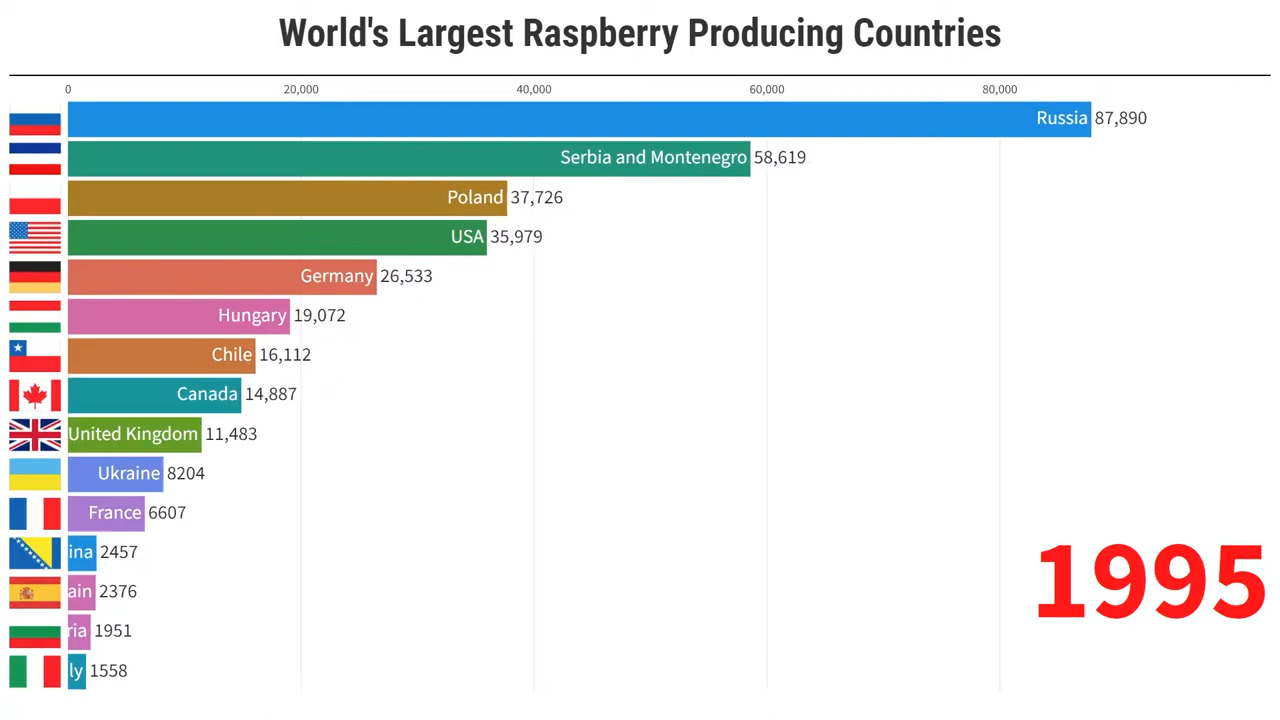 World's Largest Raspberry Producing Countries
0 20,000 40,000 60,000 80,000
Russia 87,890
Serbia and Montenegro 58,619
Poland 37,726
USA 35,979
Germany 26,533
Hungary 19,072
Chile 16,112
Canada 14,887
United Kingdom 11,483
Ukraine 8204
France 6607
ina 2457
ain 2376
ria 1951
ly 1558
1995